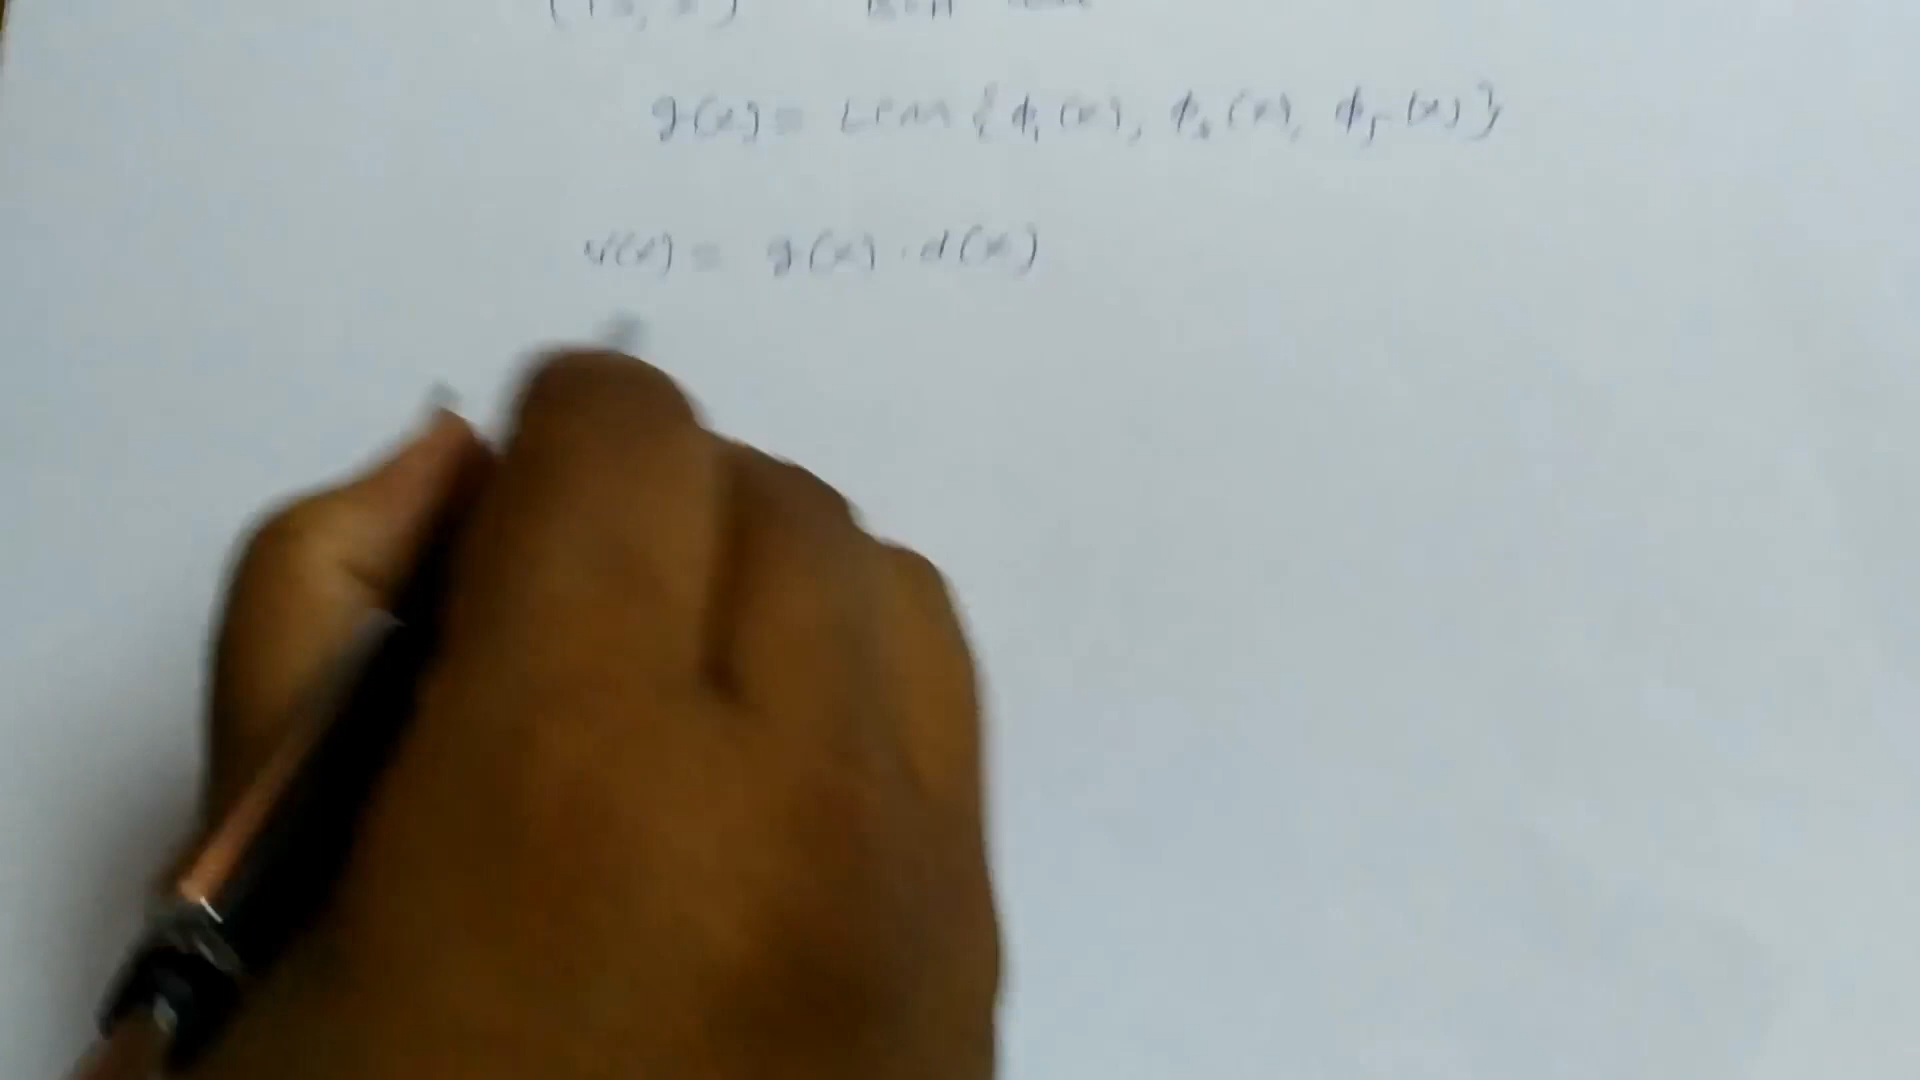 g(x) = LCM {ϕ₁(x), ϕ₃(x), ϕ₅(x)}
v(x) = g(x) · d(x)